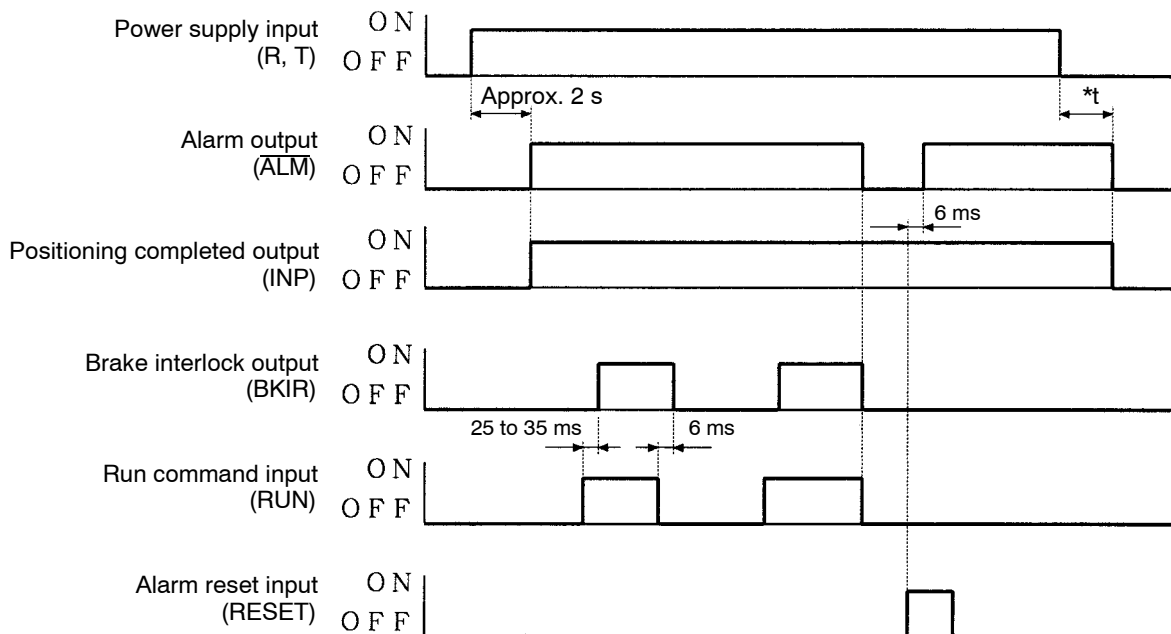 Power supply input
(R, T)
ON
OFF
Approx. 2 s
*t
Alarm output
(ALM)
ON
OFF
6 ms
Positioning completed output
(INP)
ON
OFF
Brake interlock output
(BKIR)
ON
OFF
25 to 35 ms
6 ms
Run command input
(RUN)
ON
OFF
Alarm reset input
(RESET)
ON
OFF